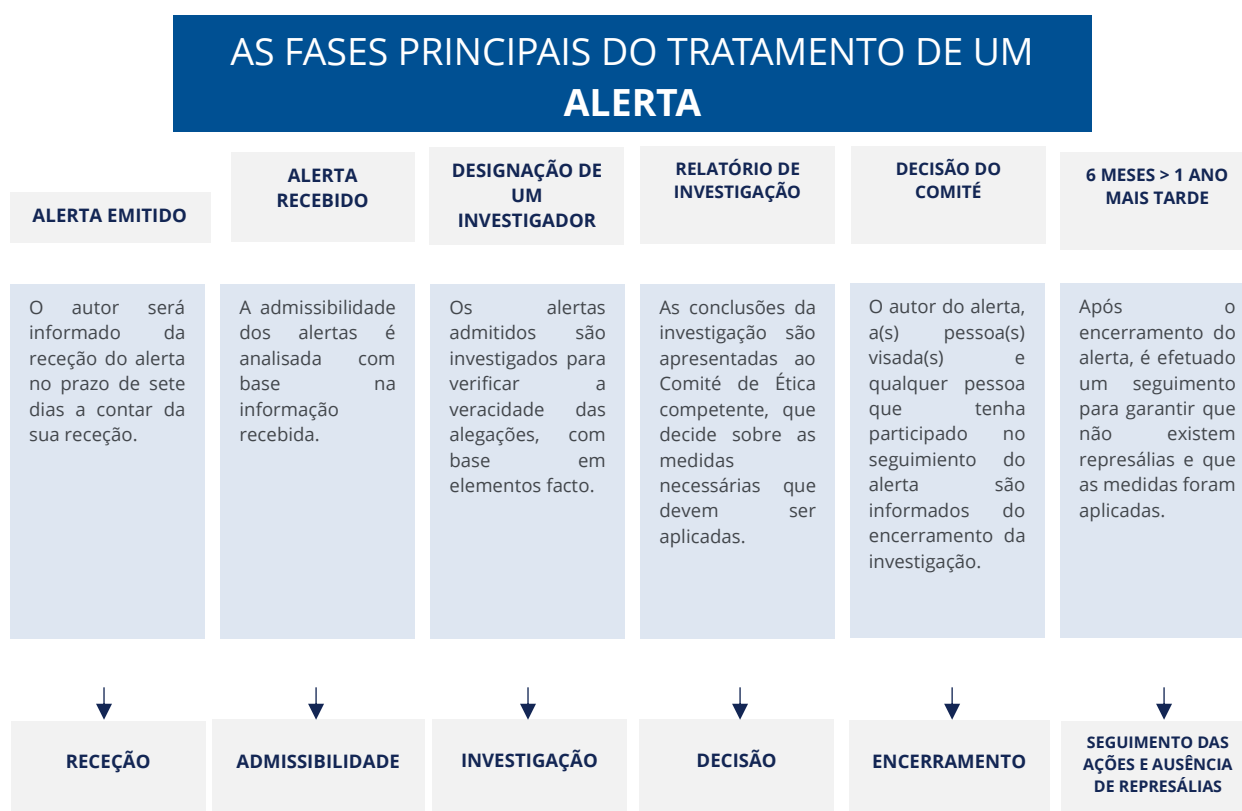 AS FASES PRINCIPAIS DO TRATAMENTO DE UM
ALERTA
ALERTA EMITIDO
ALERTA
RECEBIDO
DESIGNAÇÃO DE
UM
INVESTIGADOR
RELATÓRIO DE
INVESTIGAÇÃO
DECISÃO DO
COMITÉ
6 MESES > 1 ANO
MAIS TARDE
O autor será
informado da
receção do alerta
no prazo de sete
dias a contar da
sua receção.
A admissibilidade
dos alertas é
analisada com
base na
informação
recebida.
Os alertas
admitidos são
investigados para
verificar a
veracidade das
alegações, com
base em
elementos facto.
As conclusões da
investigação são
apresentadas ao
Comité de Ética
competente, que
decide sobre as
medidas
necessárias que
devem ser
aplicadas.
O autor do alerta,
a(s) pessoa(s)
visada(s) e
qualquer pessoa
que tenha
participado no
seguimiento do
alerta são
informados do
encerramento da
investigação.
Após o
encerramento do
alerta, é efetuado
um seguimento
para garantir que
não existem
represálias e que
as medidas foram
aplicadas.
RECEÇÃO
ADMISSIBILIDADE
INVESTIGAÇÃO
DECISÃO
ENCERRAMENTO
SEGUIMENTO DAS
AÇÕES E AUSÊNCIA
DE REPRESÁLIAS